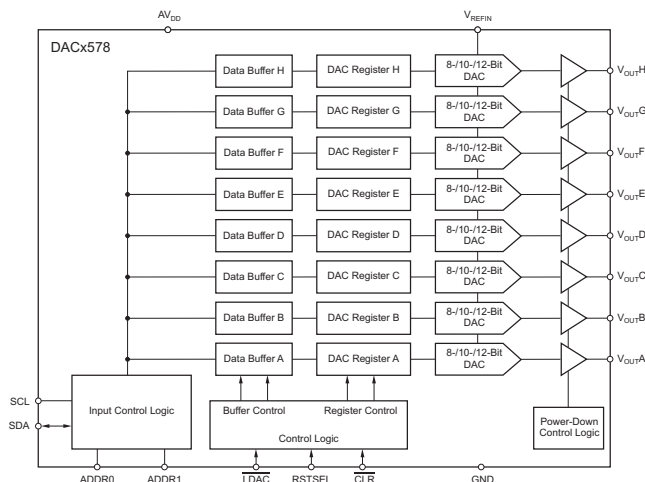 AVDD VREFIN
DACx578
Data Buffer H DAC Register H 8-/10-/12-Bit DAC VOUTH
Data Buffer G DAC Register G 8-/10-/12-Bit DAC VOUTG
Data Buffer F DAC Register F 8-/10-/12-Bit DAC VOUTF
Data Buffer E DAC Register E 8-/10-/12-Bit DAC VOUTE
Data Buffer D DAC Register D 8-/10-/12-Bit DAC VOUTD
Data Buffer C DAC Register C 8-/10-/12-Bit DAC VOUTC
Data Buffer B DAC Register B 8-/10-/12-Bit DAC VOUTB
Data Buffer A DAC Register A 8-/10-/12-Bit DAC VOUTA
SCL
SDA
Input Control Logic
Buffer Control Register Control
Control Logic
Power-Down
Control Logic
ADDR0 ADDR1 LDAC RSTSEL CLR GND